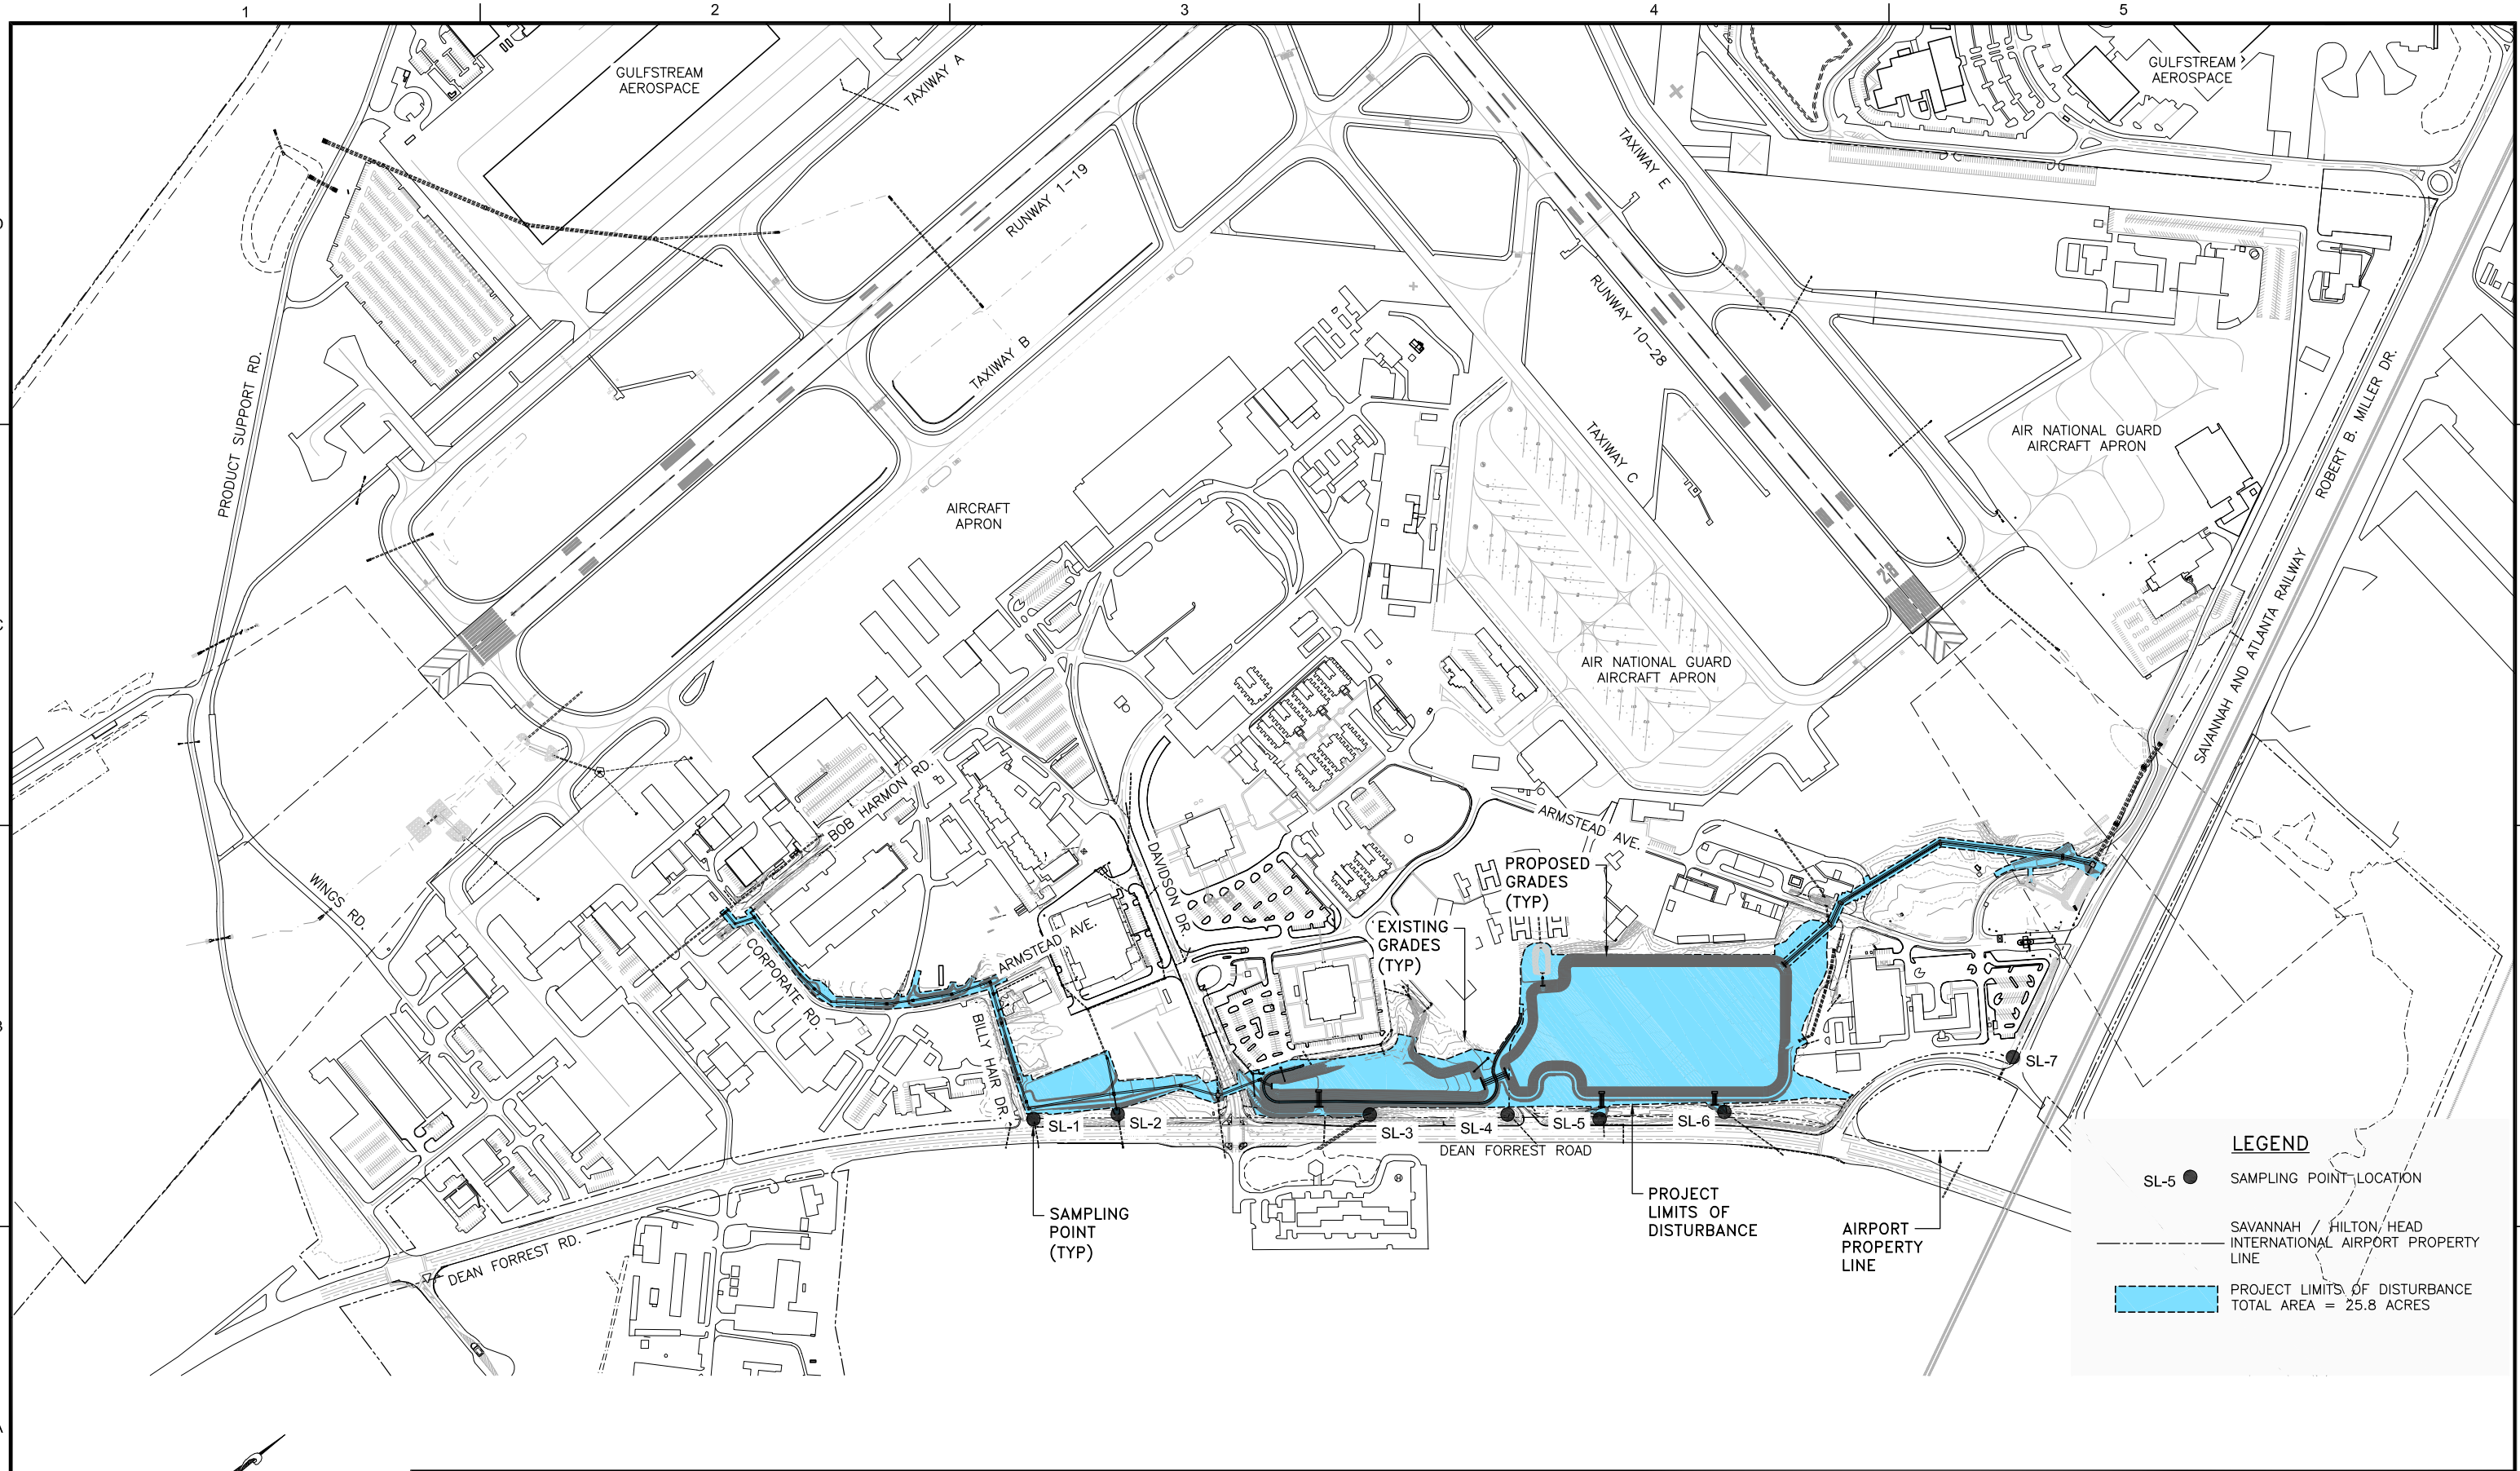 1
2
3
4
5
GULFSTREAM
AEROSPACE
TAXIWAY A
GULFSTREAM
AEROSPACE
TAXIWAY E
RUNWAY 1-19
RUNWAY 10-28
TAXIWAY B
PRODUCT SUPPORT RD.
ROBERT B. MILLER DR.
AIR NATIONAL GUARD
AIRCRAFT APRON
TAXIWAY C
AIRCRAFT
APRON
28
SAVANNAH AND ATLANTA RAILWAY
C
AIR NATIONAL GUARD
AIRCRAFT APRON
BOB HARMON RD.
ARMSTEAD AVE.
DAVIDSON DR.
PROPOSED
GRADES
(TYP)
WINGS RD.
EXISTING
GRADES
(TYP)
ARMSTEAD AVE.
CORPORATE RD.
B
BILLY HAIR DR.
SL-7
SL-1
SL-2
SL-3
SL-4
SL-5
SL-6
DEAN FORREST ROAD
LEGEND
SL-5
SAMPLING POINT LOCATION
SAMPLING
POINT
(TYP)
PROJECT
LIMITS OF
DISTURBANCE
AIRPORT
PROPERTY
LINE
SAVANNAH / HILTON HEAD
INTERNATIONAL AIRPORT PROPERTY
LINE
DEAN FORREST RD.
PROJECT LIMITS OF DISTURBANCE
TOTAL AREA = 25.8 ACRES